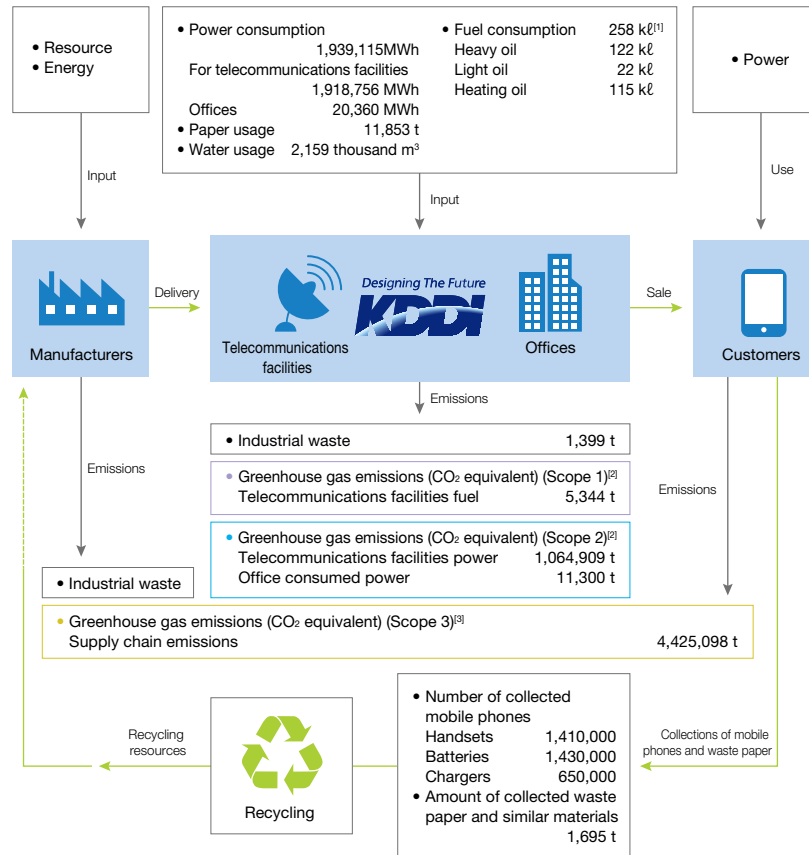 • Resource
• Energy
• Power consumption
1,939,115MWh
For telecommunications facilities
1,918,756 MWh
Offices 20,360 MWh
• Paper usage 11,853 t
• Water usage 2,159 thousand m³
• Fuel consumption 258 kℓ[1]
Heavy oil 122 kℓ
Light oil 22 kℓ
Heating oil 115 kℓ
• Power
Input
Input
Use
Manufacturers
Delivery
Telecommunications
facilities
Designing The Future
KDDI
Offices
Sale
Customers
Emissions
Emissions
Emissions
• Industrial waste 1,399 t
• Greenhouse gas emissions (CO₂ equivalent) (Scope 1)[2]
Telecommunications facilities fuel 5,344 t
• Greenhouse gas emissions (CO₂ equivalent) (Scope 2)[2]
Telecommunications facilities power 1,064,909 t
Office consumed power 11,300 t
• Industrial waste
• Greenhouse gas emissions (CO₂ equivalent) (Scope 3)[3]
Supply chain emissions 4,425,098 t
Recycling
resources
Recycling
• Number of collected
mobile phones
Handsets 1,410,000
Batteries 1,430,000
Chargers 650,000
• Amount of collected waste
paper and similar materials
1,695 t
Collections of mobile
phones and waste paper